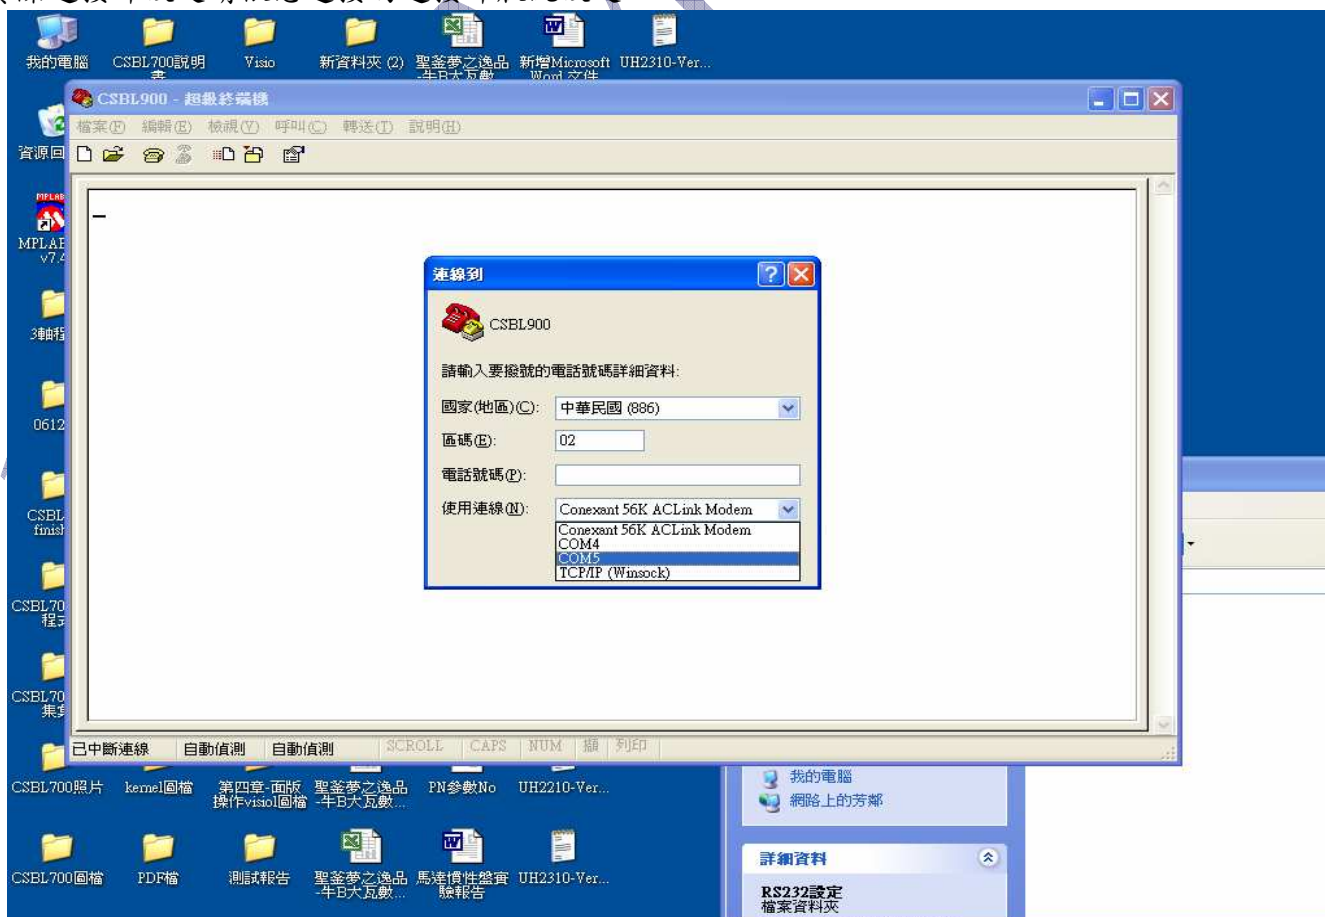 我的電腦
CSBL700説明
書
Visio
新資料夾 (2)
聖釜夢之逸品
-牛B大瓦數
新增Microsoft
Word 文件
UH2310-Ver...
CSBL900 - 超級終端機
檔案(F) 編輯(E) 檢視(V) 呼叫(C) 轉送(T) 說明(H)
資源回
MPLAB
v7.4
3軸程
0612
CSBL
finish
CSBL70
程式
CSBL70
集
連線到
CSBL900
請輸入要撥號的電話號碼詳細資料:
國家(地區)(C): 中華民國 (886)
區碼(E): 02
電話號碼(P):
使用連線(N): Conexant 56K ACLink Modem
Conexant 56K ACLink Modem
COM4
COM5
TCP/IP (Winsock)
已中斷連線 自動偵測 自動偵測 SCROLL CAPS NUM 擷 列印
CSBL700照片
kernel圖檔
第四章-面版
操作visio1圖檔
聖釜夢之逸品
-牛B大瓦數...
PN參數No
UH2210-Ver...
我的電腦
網路上的芳鄰
CSBL700圖檔
PDF檔
測試報告
聖釜夢之逸品
-牛B大瓦數...
馬達慣性盤實
驗報告
UH2310-Ver...
詳細資料
RS232設定
檔案資料夾